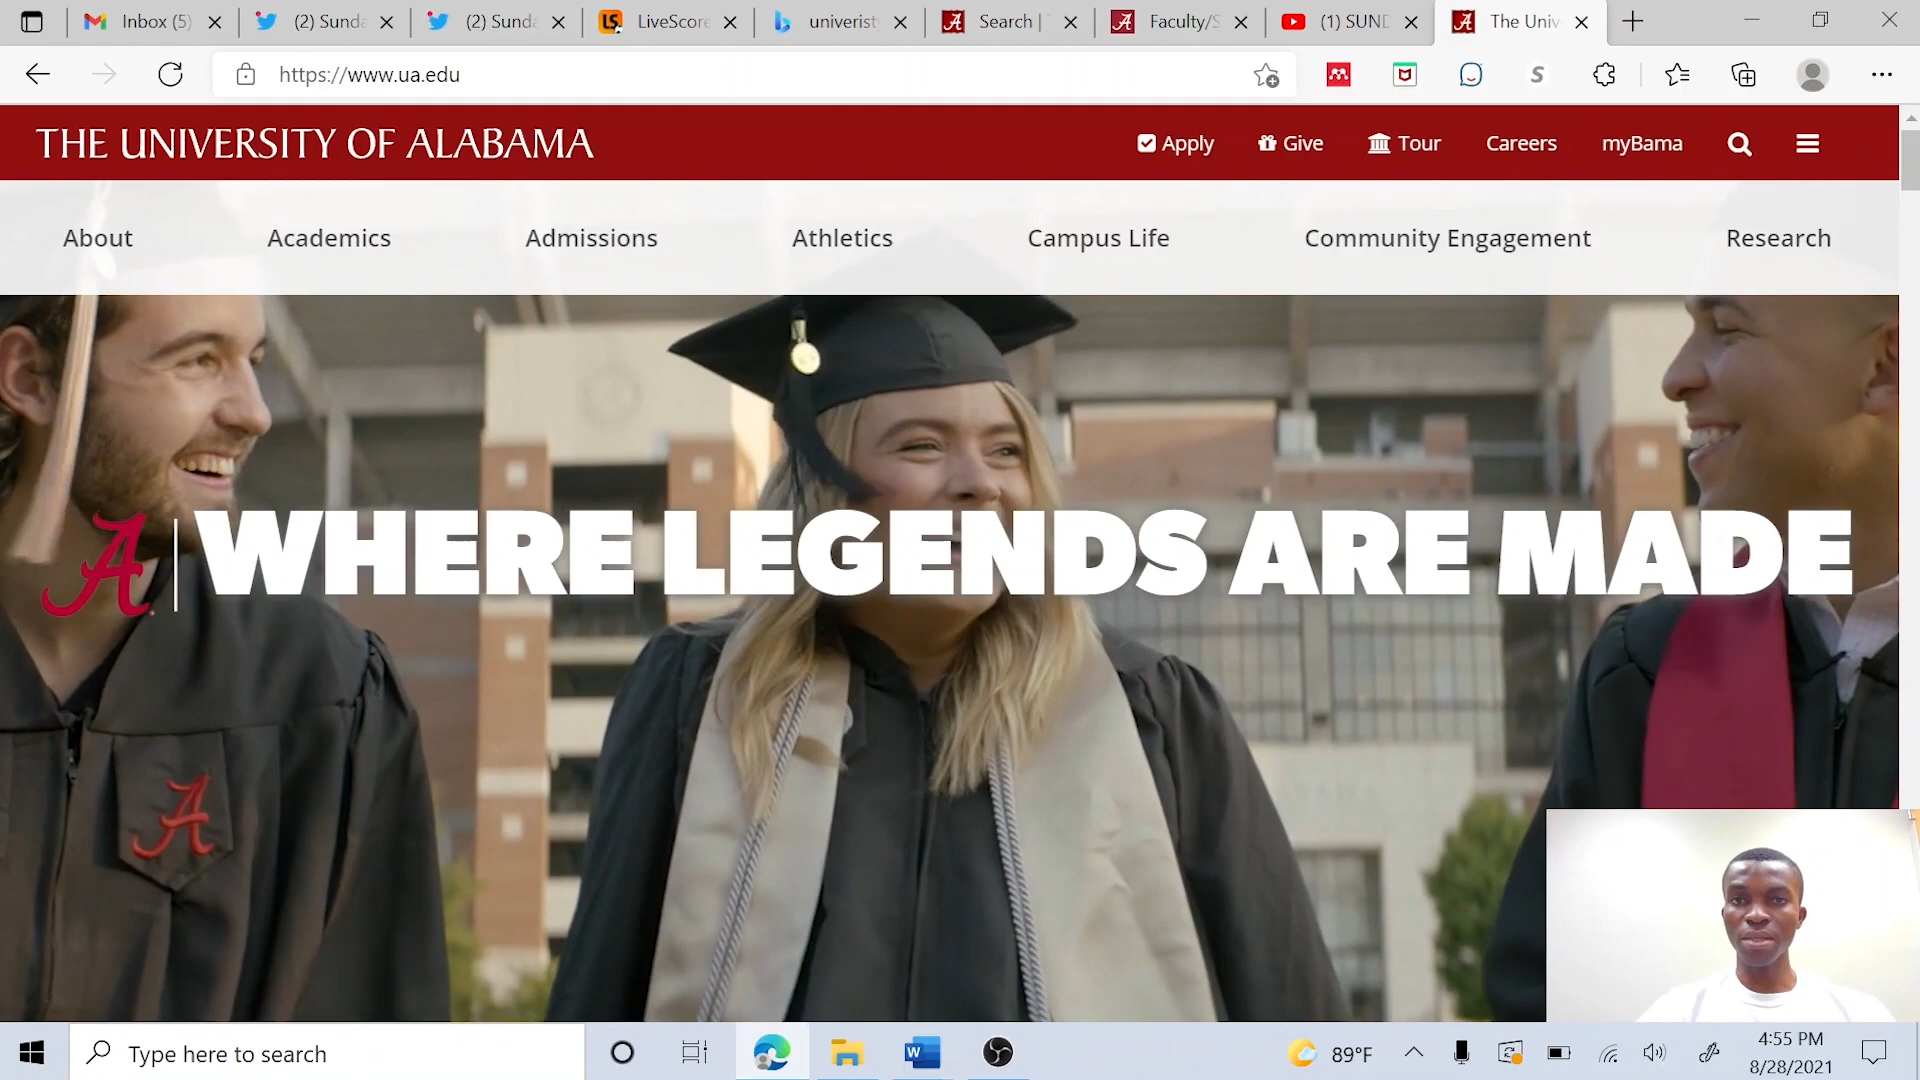 Inbox (5)
(2) Sunda
(2) Sunda
LiveScore
univerist
Search | T
Faculty/S
(1) SUND
The Univ
https://www.ua.edu
THE UNIVERSITY OF ALABAMA
Apply
Give
Tour
Careers
myBama
About
Academics
Admissions
Athletics
Campus Life
Community Engagement
Research
A WHERE LEGENDS ARE MADE
A
Type here to search
89°F
4:55 PM
8/28/2021